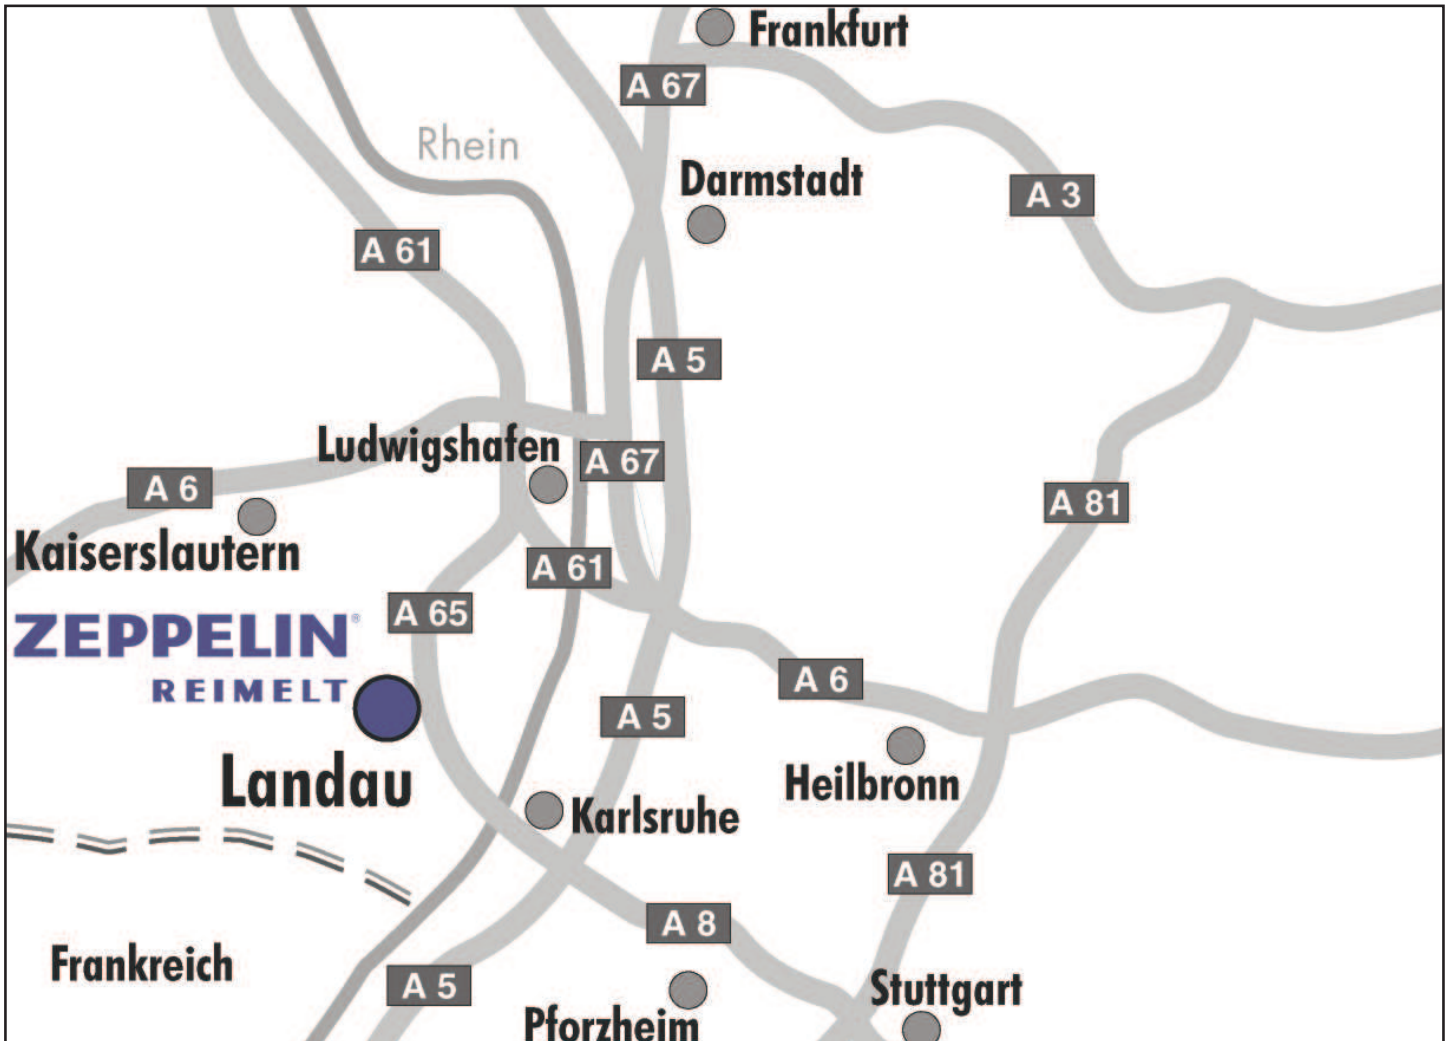 Frankfurt
A 67
Rhein
Darmstadt
A 3
A 61
A 5
Ludwigshafen
A 67
A 6
A 81
Kaiserslautern
A 61
A 65
ZEPPELIN®
REIMELT
A 6
A 5
Landau
Heilbronn
Karlsruhe
A 81
A 8
Frankreich
A 5
Stuttgart
Pforzheim